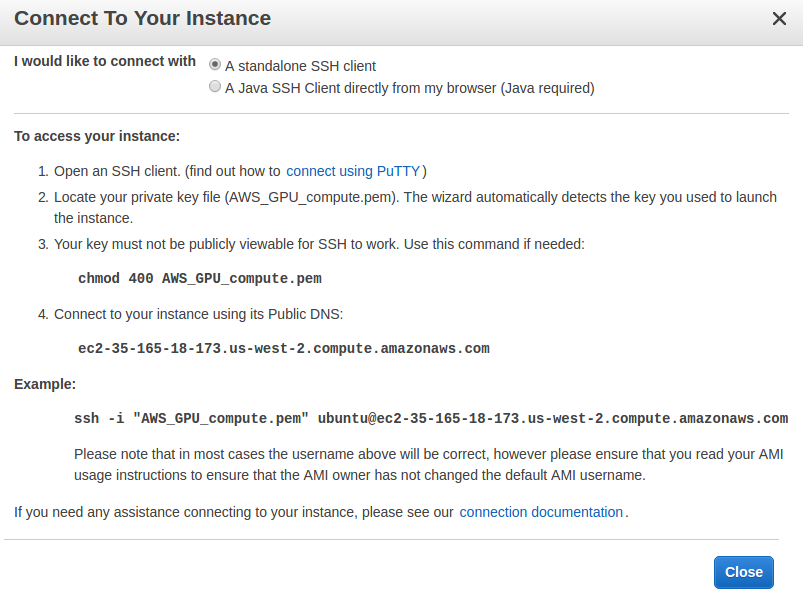 Connect To Your Instance
I would like to connect with
A standalone SSH client
A Java SSH Client directly from my browser (Java required)
To access your instance:
1. Open an SSH client. (find out how to connect using PuTTY)
2. Locate your private key file (AWS_GPU_compute.pem). The wizard automatically detects the key you used to launch
the instance.
3. Your key must not be publicly viewable for SSH to work. Use this command if needed:
chmod 400 AWS_GPU_compute.pem
4. Connect to your instance using its Public DNS:
ec2-35-165-18-173.us-west-2.compute.amazonaws.com
Example:
ssh -i "AWS_GPU_compute.pem" ubuntu@ec2-35-165-18-173.us-west-2.compute.amazonaws.com
Please note that in most cases the username above will be correct, however please ensure that you read your AMI
usage instructions to ensure that the AMI owner has not changed the default AMI username.
If you need any assistance connecting to your instance, please see our connection documentation.
Close